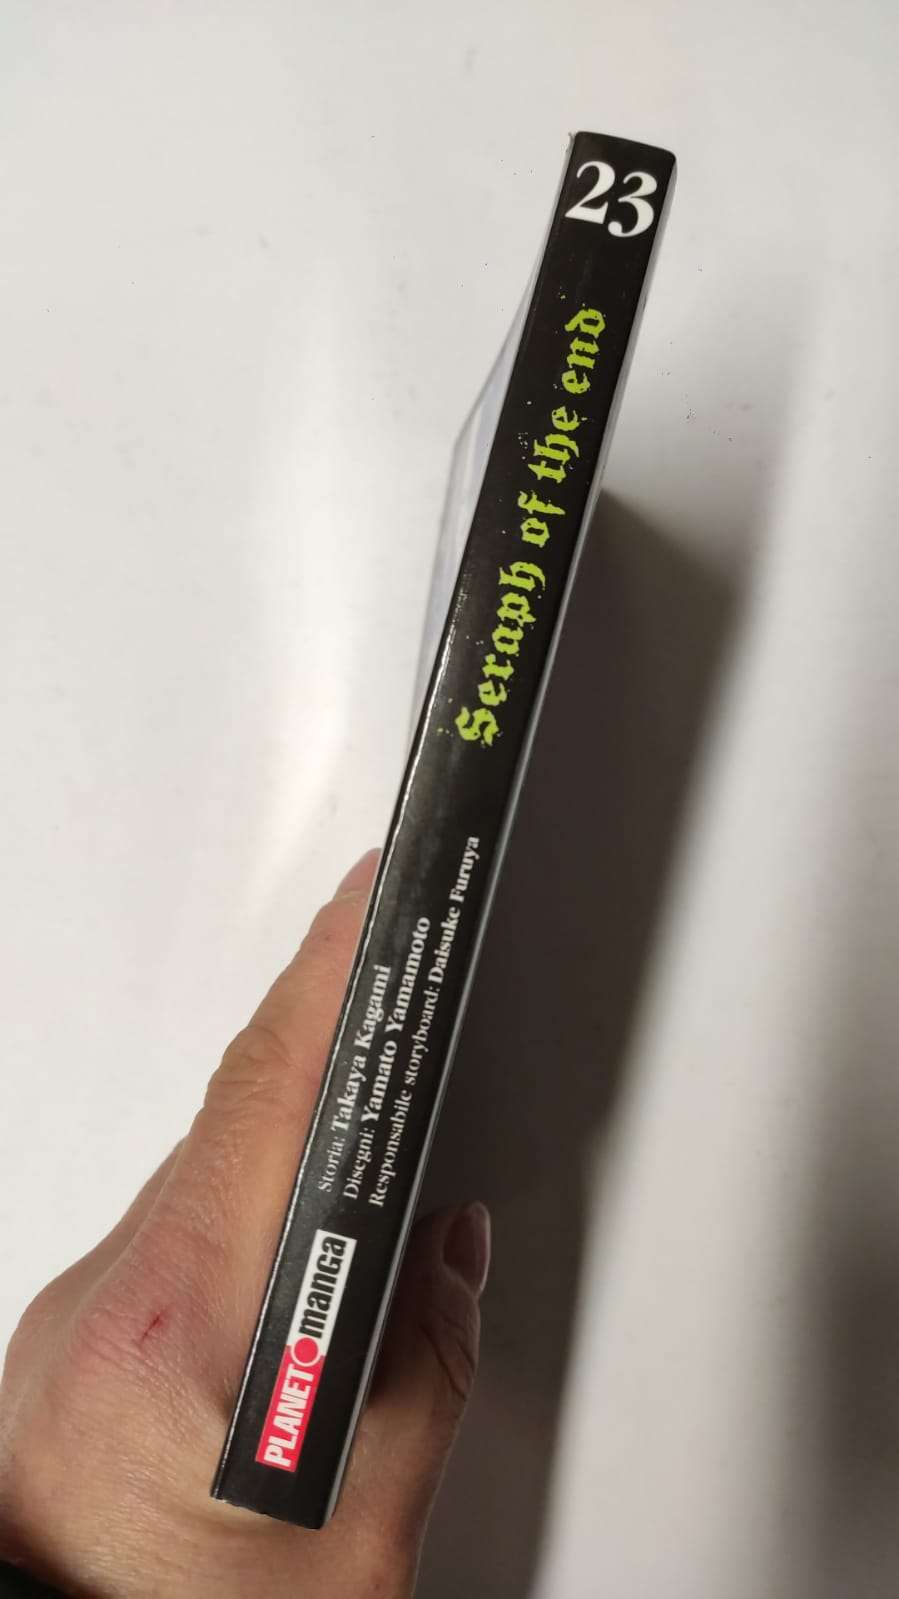 23
Seraph of the end
Storia: Takaya Kagami
Disegni: Yamato Yamamoto
Responsabile storyboard: Daisuke Furuya
PLANET manga